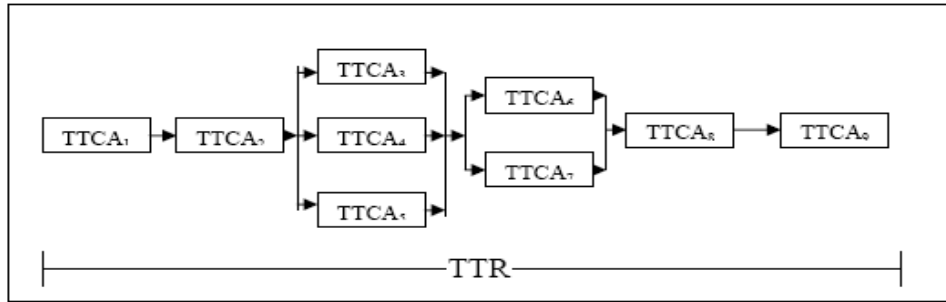 TTCA₁
TTCA₂
TTCA₃
TTCA₄
TTCA₅
TTCA₆
TTCA₇
TTCA₈
TTCA₉
TTR